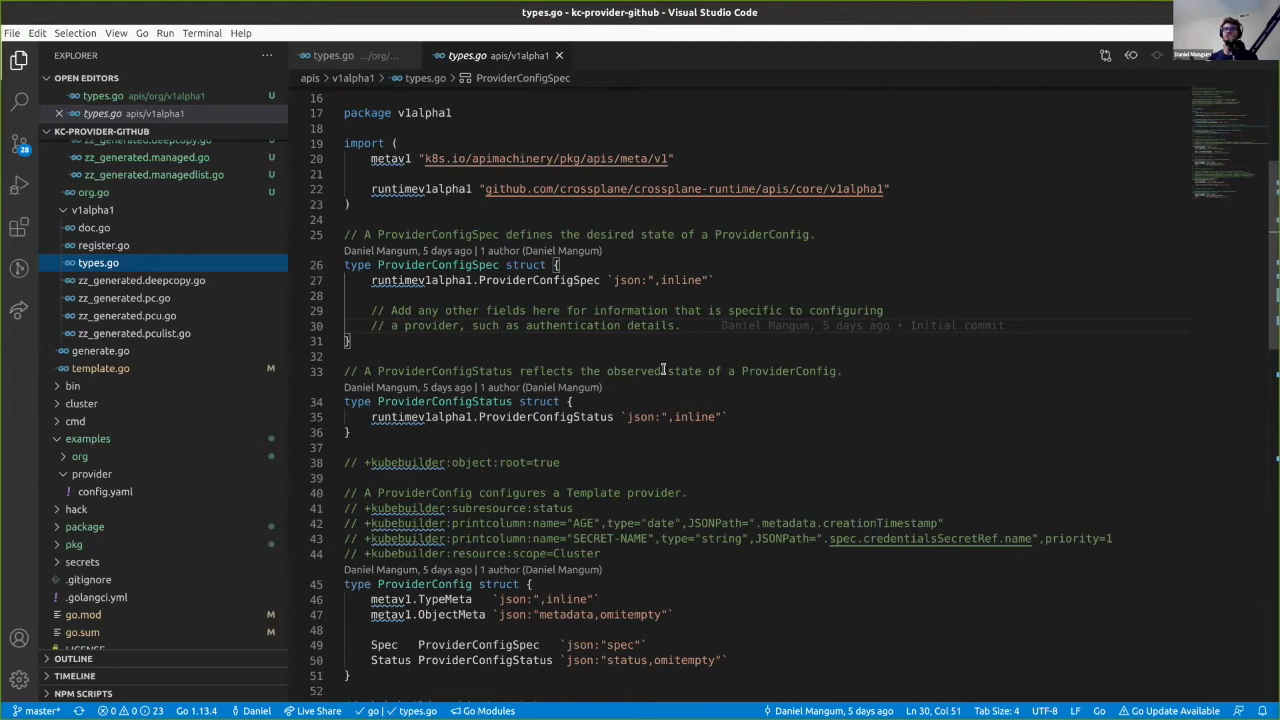 types.go - kc-provider-github - Visual Studio Code
File Edit Selection View Go Run Terminal Help
Daniel Mangum
EXPLORER
OPEN EDITORS
types.go apis/org/v1alpha1 U
types.go apis/v1alpha1
KC-PROVIDER-GITHUB
zz_generated.deepcopy.go U
zz_generated.managed.go U
zz_generated.managedlist.go U
org.go U
v1alpha1
doc.go
register.go
types.go
zz_generated.deepcopy.go
zz_generated.pc.go
zz_generated.pcu.go
zz_generated.pculist.go
generate.go
template.go M
bin
cluster
cmd
examples
org
provider
config.yaml
hack
package
pkg
secrets
.gitignore
.golangci.yml
go.mod M
go.sum M
LICENSE
OUTLINE
TIMELINE
NPM SCRIPTS
28
types.go .../org/...
types.go apis/v1alpha1
apis > v1alpha1 > types.go > ProviderConfigSpec
16
17 package v1alpha1
18
19 import (
20 metav1 "k8s.io/apimachinery/pkg/apis/meta/v1"
21
22 runtimev1alpha1 "github.com/crossplane/crossplane-runtime/apis/core/v1alpha1"
23 )
24
25 // A ProviderConfigSpec defines the desired state of a ProviderConfig.
Daniel Mangum, 5 days ago | 1 author (Daniel Mangum)
26 type ProviderConfigSpec struct {
27 runtimev1alpha1.ProviderConfigSpec `json:",inline"`
28
29 // Add any other fields here for information that is specific to configuring
30 // a provider, such as authentication details. Daniel Mangum, 5 days ago • Initial commit
31 }
32
33 // A ProviderConfigStatus reflects the observed state of a ProviderConfig.
Daniel Mangum, 5 days ago | 1 author (Daniel Mangum)
34 type ProviderConfigStatus struct {
35 runtimev1alpha1.ProviderConfigStatus `json:",inline"`
36 }
37
38 // +kubebuilder:object:root=true
39
40 // A ProviderConfig configures a Template provider.
41 // +kubebuilder:subresource:status
42 // +kubebuilder:printcolumn:name="AGE",type="date",JSONPath=".metadata.creationTimestamp"
43 // +kubebuilder:printcolumn:name="SECRET-NAME",type="string",JSONPath=".spec.credentialsSecretRef.name",priority=1
44 // +kubebuilder:resource:scope=Cluster
Daniel Mangum, 5 days ago | 1 author (Daniel Mangum)
45 type ProviderConfig struct {
46 metav1.TypeMeta `json:",inline"`
47 metav1.ObjectMeta `json:"metadata,omitempty"`
48
49 Spec ProviderConfigSpec `json:"spec"`
50 Status ProviderConfigStatus `json:"status,omitempty"`
51 }
52
master* 0 0 23 Go 1.13.4 Daniel Live Share go | types.go Go Modules Daniel Mangum, 5 days ago Ln 30, Col 51 Tab Size: 4 UTF-8 LF Go Go Update Available